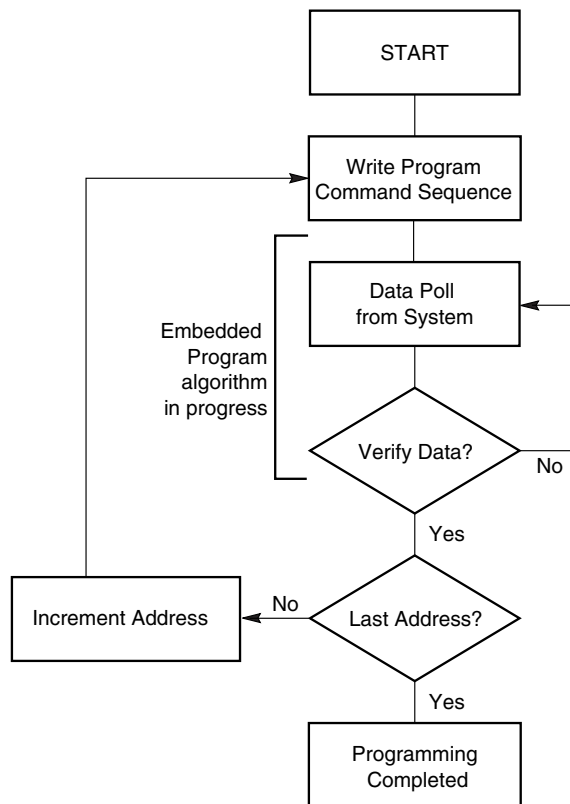 START
Write Program
Command Sequence
Data Poll
from System
Embedded
Program
algorithm
in progress
Verify Data?
No
Yes
Increment Address
No
Last Address?
Yes
Programming
Completed